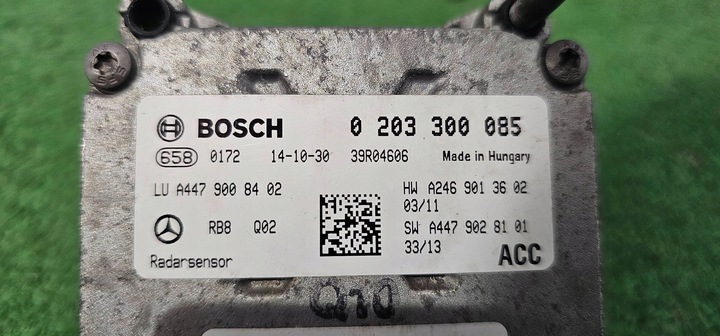 BOSCH 0 203 300 085
658 0172 14-10-30 39R04606 Made in Hungary
LU A447 900 84 02 HW A246 901 36 02
03/11
RB8 Q02 SW A447 902 81 01
33/13
Radarsensor ACC
Q10